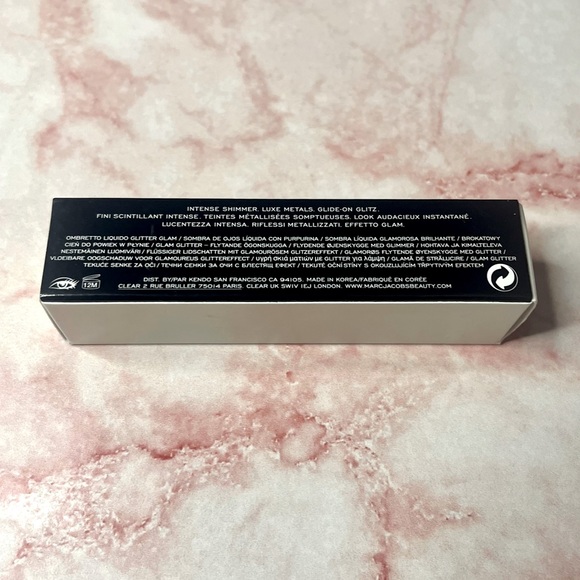 INTENSE SHIMMER. LUXE METALS. GLIDE-ON GLITZ.
FINI SCINTILLANT INTENSE. TEINTES MÉTALLISÉES SOMPTUEUSES. LOOK AUDACIEUX INSTANTANÉ.
LUCENTEZZA INTENSA. RIFLESSI METALLIZZATI. EFFETO GLAM.
OMBRETTO LIQUIDO GLITTER GLAM / SOMBRA DE OJOS LÍQUIDA CON PURPURINA / SOMBRA LÍQUIDA GLAMOROSA BRILHANTE / BROKATOWY
CIEŃ DO POWIEK W PŁYNIE / GLAM GLITTER – FLYTANDE ÖGONSKUGGA / FLYDENDE ØJENSKYGGE MED GLIMMER / HOHTAVA JA KIMALTELEVA
NESTEMÄINEN LUOMIVÄRI / FLÜSSIGER LIDSCHATTEN MIT GLAMOURÖSEM GLITZEREFFEKT / GLAMORØS FLYTENDE ØYENSKYGGE MED GLITTER /
VLOEIBARE OOGSCHADUW VOOR GLAMOUREUS GLITTEREFFECT / υγρή σκιά ματιών με GLITTER για λάμψη / GLAMĂ DE STRĂLUCIRE / GLAM GLITTER
TEKUĆE SENKE ZA OČI / ТЕЧНИ СЕНКИ ЗА ОЧИ С БЛЕСТЯЩ ЕФЕКТ / TEKUTÉ OČNÍ STÍNY S OKOUZLUJÍCÍM TŘPYTIVÝM EFEKTEM
12M
DIST. BY/PAR KENDO SAN FRANCISCO CA 94105. MADE IN KOREA/FABRIQUÉ EN CORÉE
CLEAR 2 RUE BRULLER 75014 PARIS. CLEAR UK SW1V 1EJ LONDON. WWW.MARCJACOBSBEAUTY.COM